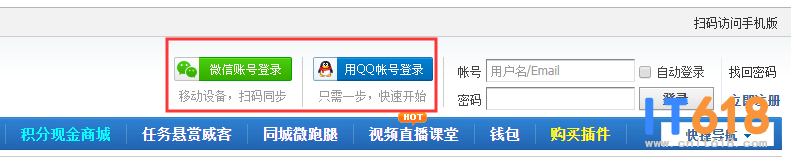 扫码访问手机版
微信账号登录 用QQ帐号登录 帐号 用户名/Email 自动登录 找回密码
移动设备，扫码同步 只需一步，快速开始 密码 登录 立即注册
HOT
积分现金商城 任务悬赏威客 同城微跑腿 视频直播课堂 钱包 购买插件 快捷导航
IT618